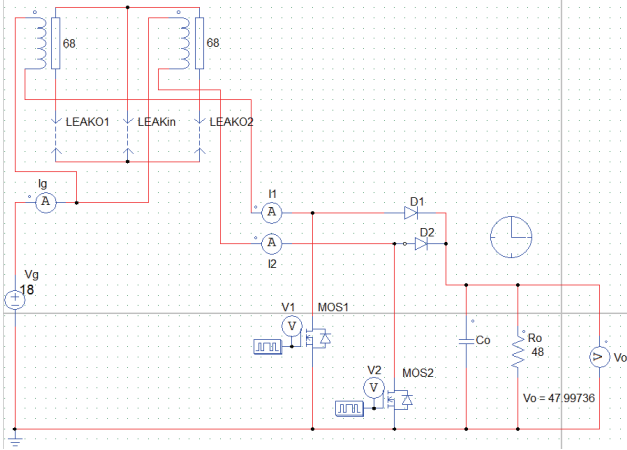 68
68
LEAKO1
LEAKin
LEAKO2
Ig
A
I1
A
D1
D2
A
I2
Vg
18
V1
MOS1
V
V2
MOS2
V
Co
Ro
48
V
Vo
Vo = 47.99736